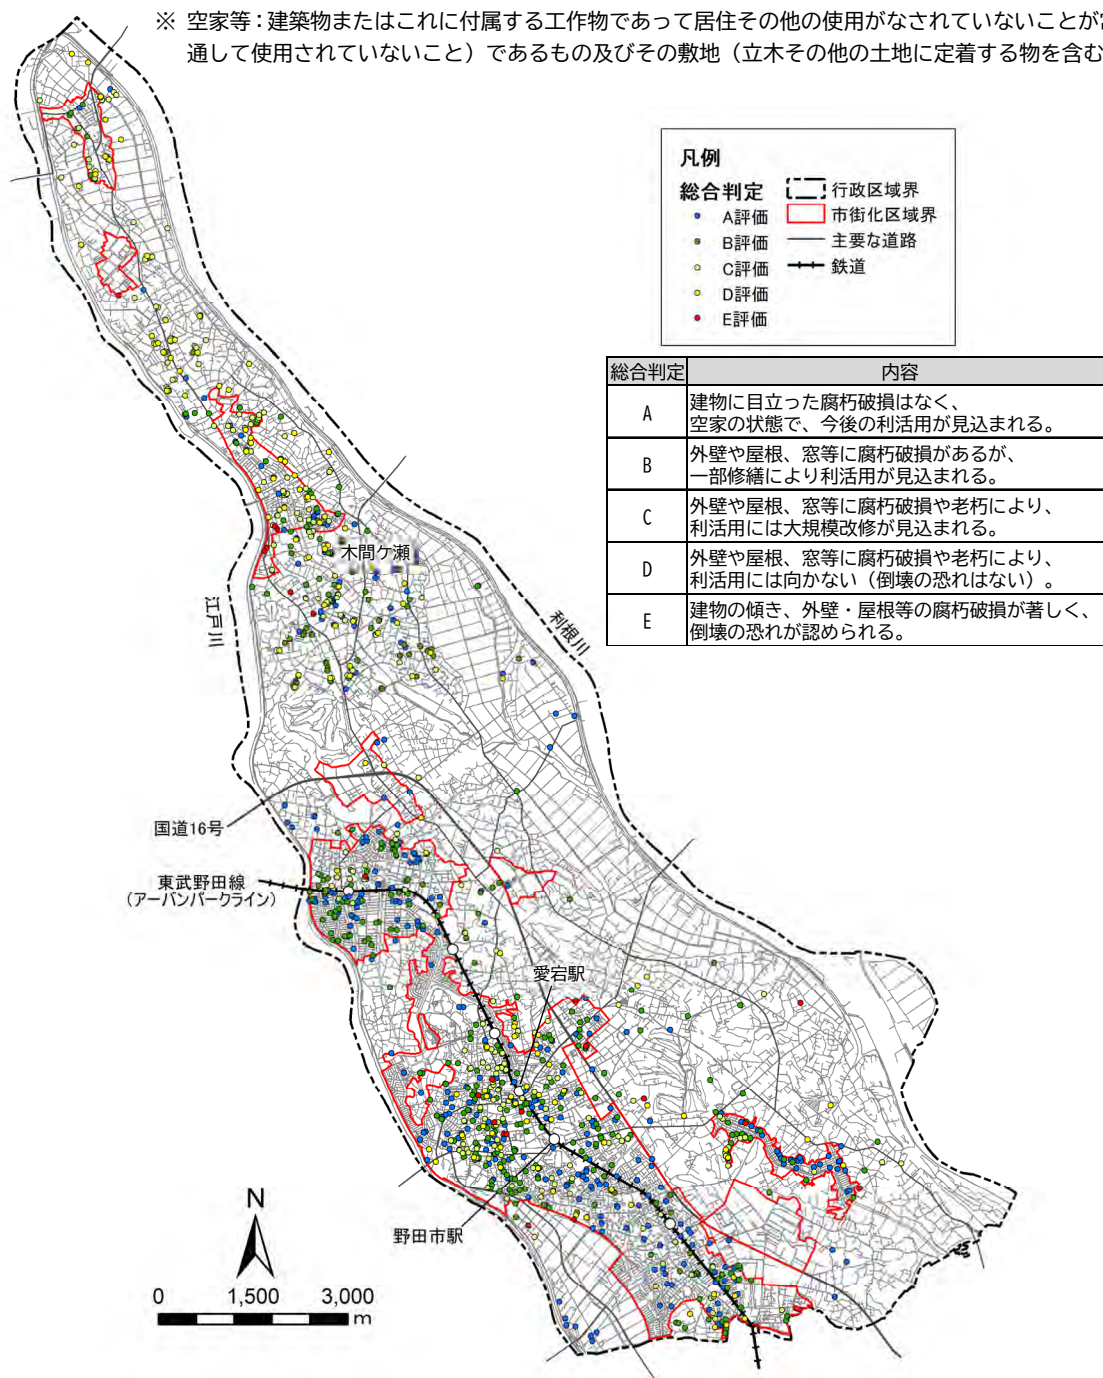 ※ 空家等：建築物またはこれに付属する工作物であって居住その他の使用がなされていないことが
通して使用されていないこと）であるもの及びその敷地（立木その他の土地に定着する物を含む
凡例
総合判定
A評価
B評価
C評価
D評価
E評価
行政区域界
市街化区域界
主要な道路
鉄道
総合判定 内容
A 建物に目立った腐朽破損はなく、
空家の状態で、今後の利活用が見込まれる。
B 外壁や屋根、窓等に腐朽破損があるが、
一部修繕により利活用が見込まれる。
C 外壁や屋根、窓等に腐朽破損や老朽により、
利活用には大規模改修が見込まれる。
D 外壁や屋根、窓等に腐朽破損や老朽により、
利活用には向かない（倒壊の恐れはない）。
E 建物の傾き、外壁・屋根等の腐朽破損が著しく、
倒壊の恐れが認められる。
木間ケ瀬
江戸川
利根川
国道16号
東武野田線
（アーバンパークライン）
愛宕駅
野田市駅
N
0 1,500 3,000
m